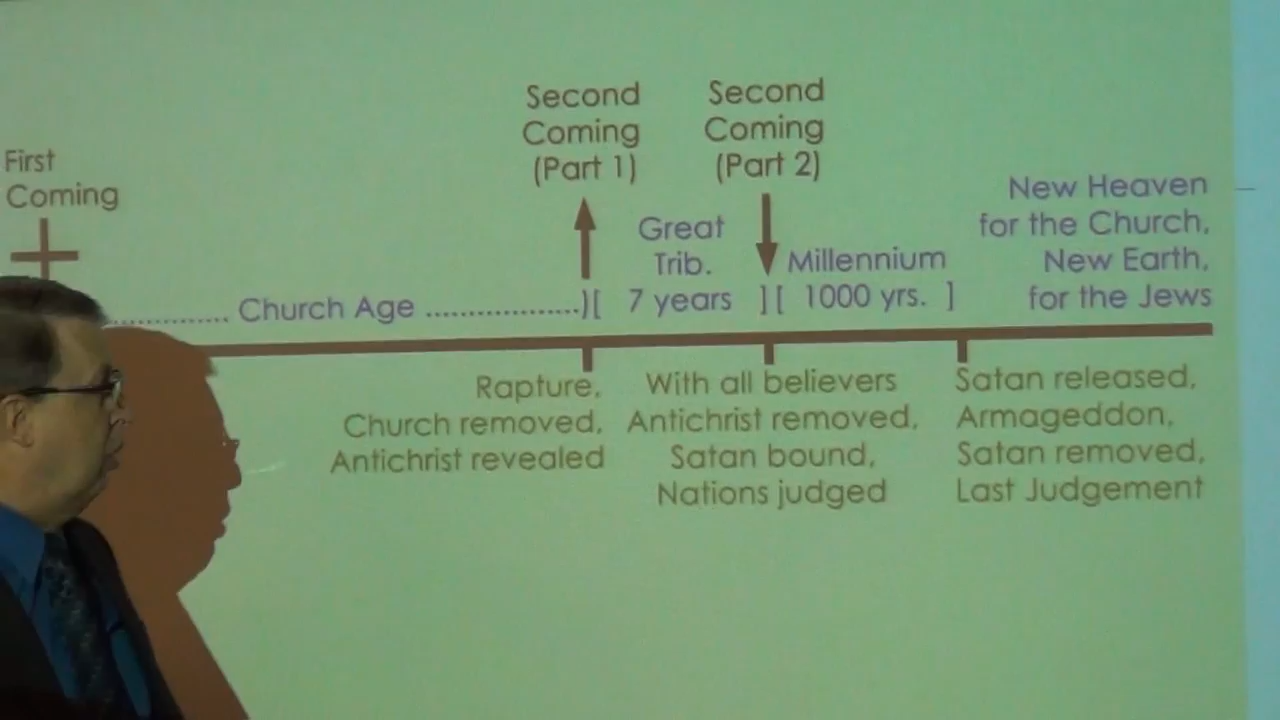 First
Coming
Second
Coming
(Part 1)
Second
Coming
(Part 2)
Great
Trib.
7 years
Church Age
)[
][
Millennium
[ 1000 yrs. ]
New Heaven
for the Church,
New Earth,
for the Jews
Rapture,
Church removed,
Antichrist revealed
With all believers
Antichrist removed,
Satan bound,
Nations judged
Satan released,
Armageddon,
Satan removed,
Last Judgement